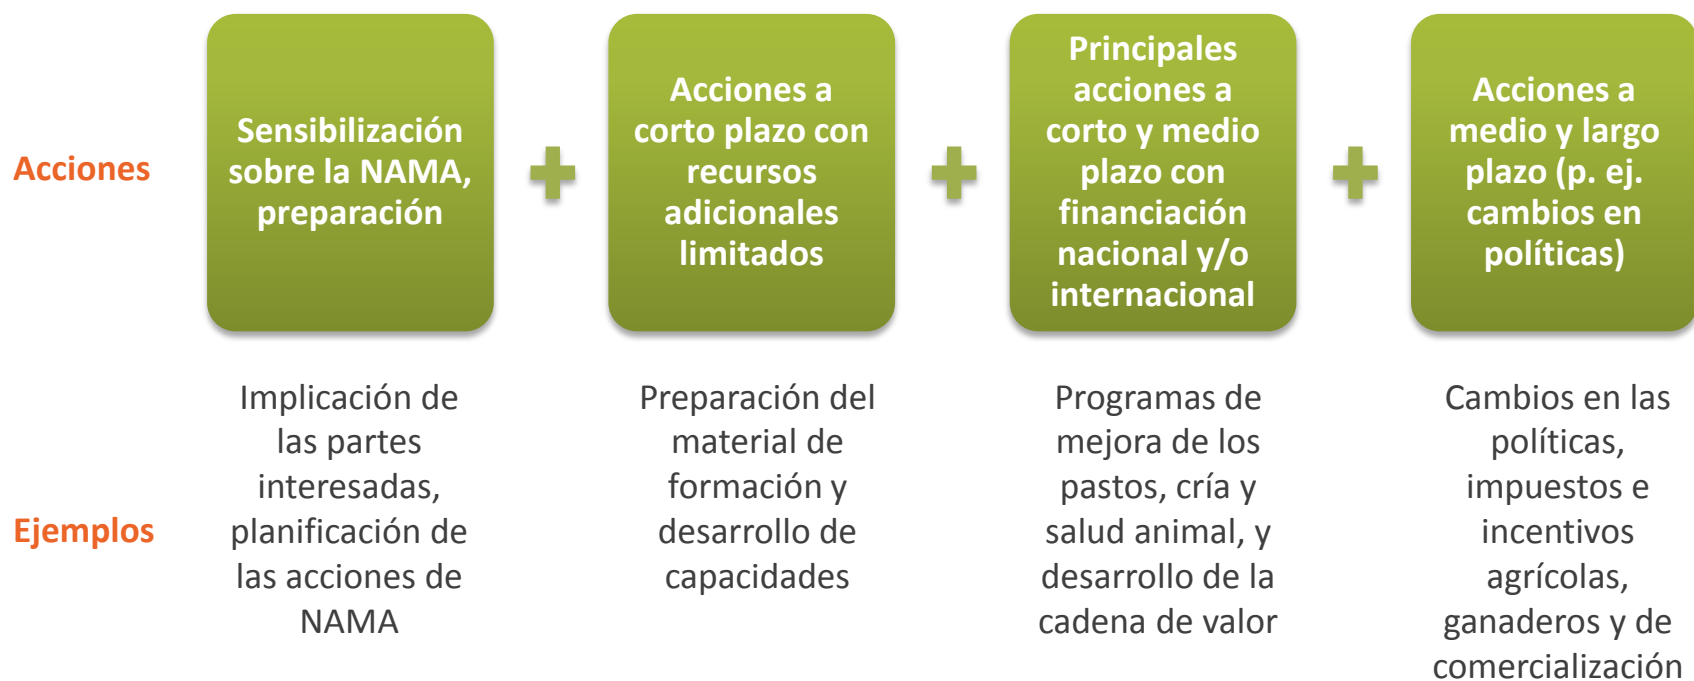 Acciones
Sensibilización
sobre la NAMA,
preparación
Acciones a
corto plazo con
recursos
adicionales
limitados
Principales
acciones a
corto y medio
plazo con
financiación
nacional y/o
internacional
Acciones a
medio y largo
plazo (p. ej.
cambios en
políticas)
Ejemplos
Implicación de
las partes
interesadas,
planificación de
las acciones de
NAMA
Preparación del
material de
formación y
desarrollo de
capacidades
Programas de
mejora de los
pastos, cría y
salud animal, y
desarrollo de la
cadena de valor
Cambios en las
políticas,
impuestos e
incentivos
agrícolas,
ganaderos y de
comercialización